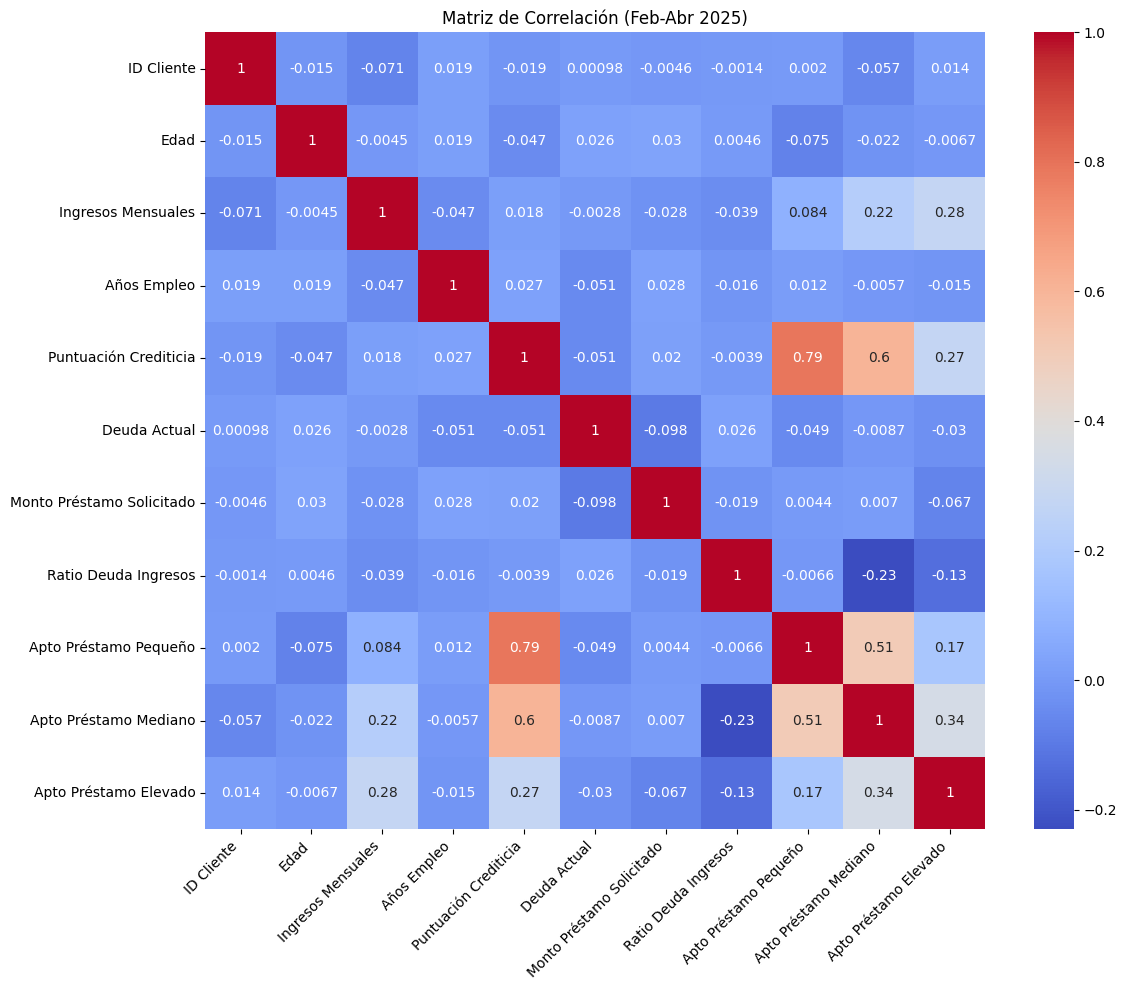 Matriz de Correlación (Feb-Abr 2025)
ID Cliente 1 -0.015 -0.071 0.019 -0.019 0.00098 -0.0046 -0.0014 0.002 -0.057 0.014
Edad -0.015 1 -0.0045 0.019 -0.047 0.026 0.03 0.0046 -0.075 -0.022 -0.0067
Ingresos Mensuales -0.071 -0.0045 1 -0.047 0.018 -0.0028 -0.028 -0.039 0.084 0.22 0.28
Años Empleo 0.019 0.019 -0.047 1 0.027 -0.051 0.028 -0.016 0.012 -0.0057 -0.015
Puntuación Crediticia -0.019 -0.047 0.018 0.027 1 -0.051 0.02 -0.0039 0.79 0.6 0.27
Deuda Actual 0.00098 0.026 -0.0028 -0.051 -0.051 1 -0.098 0.026 -0.049 -0.0087 -0.03
Monto Préstamo Solicitado -0.0046 0.03 -0.028 0.028 0.02 -0.098 1 -0.019 0.0044 0.007 -0.067
Ratio Deuda Ingresos -0.0014 0.0046 -0.039 -0.016 -0.0039 0.026 -0.019 1 -0.0066 -0.23 -0.13
Apto Préstamo Pequeño 0.002 -0.075 0.084 0.012 0.79 -0.049 0.0044 -0.0066 1 0.51 0.17
Apto Préstamo Mediano -0.057 -0.022 0.22 -0.0057 0.6 -0.0087 0.007 -0.23 0.51 1 0.34
Apto Préstamo Elevado 0.014 -0.0067 0.28 -0.015 0.27 -0.03 -0.067 -0.13 0.17 0.34 1
ID Cliente
Edad
Ingresos Mensuales
Años Empleo
Puntuación Crediticia
Deuda Actual
Monto Préstamo Solicitado
Ratio Deuda Ingresos
Apto Préstamo Pequeño
Apto Préstamo Mediano
Apto Préstamo Elevado
1.0
0.8
0.6
0.4
0.2
0.0
-0.2